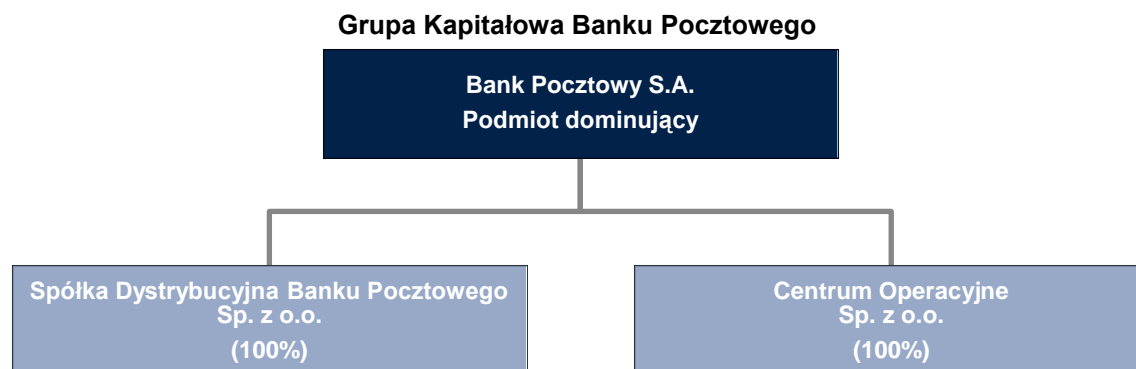 Grupa Kapitałowa Banku Pocztowego
Bank Pocztowy S.A.
Podmiot dominujący
Spółka Dystrybucyjna Banku Pocztowego
Sp. z o.o.
(100%)
Centrum Operacyjne
Sp. z o.o.
(100%)